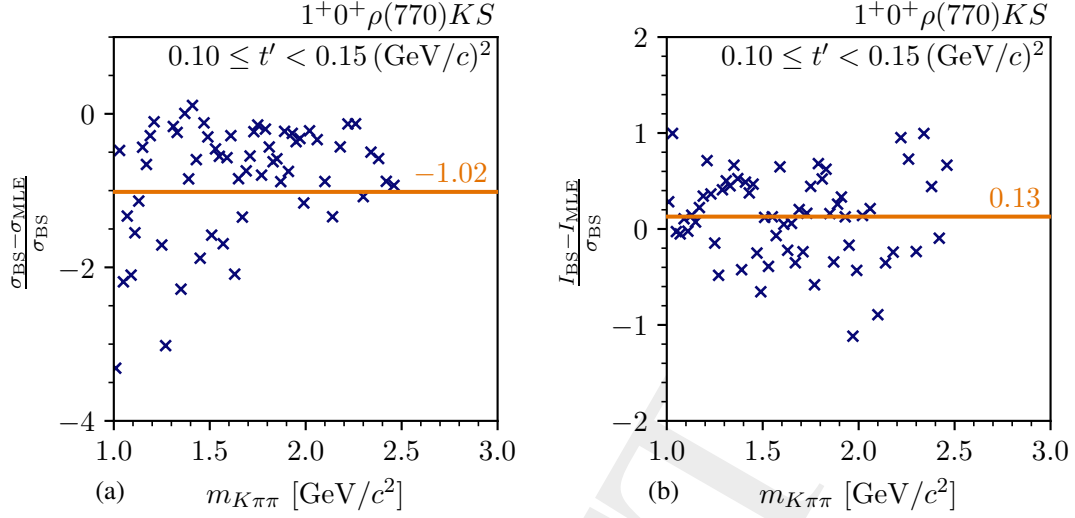 1⁺0⁺ρ(770)KS
0.10 ≤ t′ < 0.15 (GeV/c)²
0
−2
−4
σ_BS−σ_MLE
σ_BS
−1.02
1.0 1.5 2.0 2.5 3.0
(a) m_Kππ [GeV/c²]
1⁺0⁺ρ(770)KS
0.10 ≤ t′ < 0.15 (GeV/c)²
2
1
0
−1
−2
I_BS−I_MLE
σ_BS
0.13
1.0 1.5 2.0 2.5 3.0
(b) m_Kππ [GeV/c²]